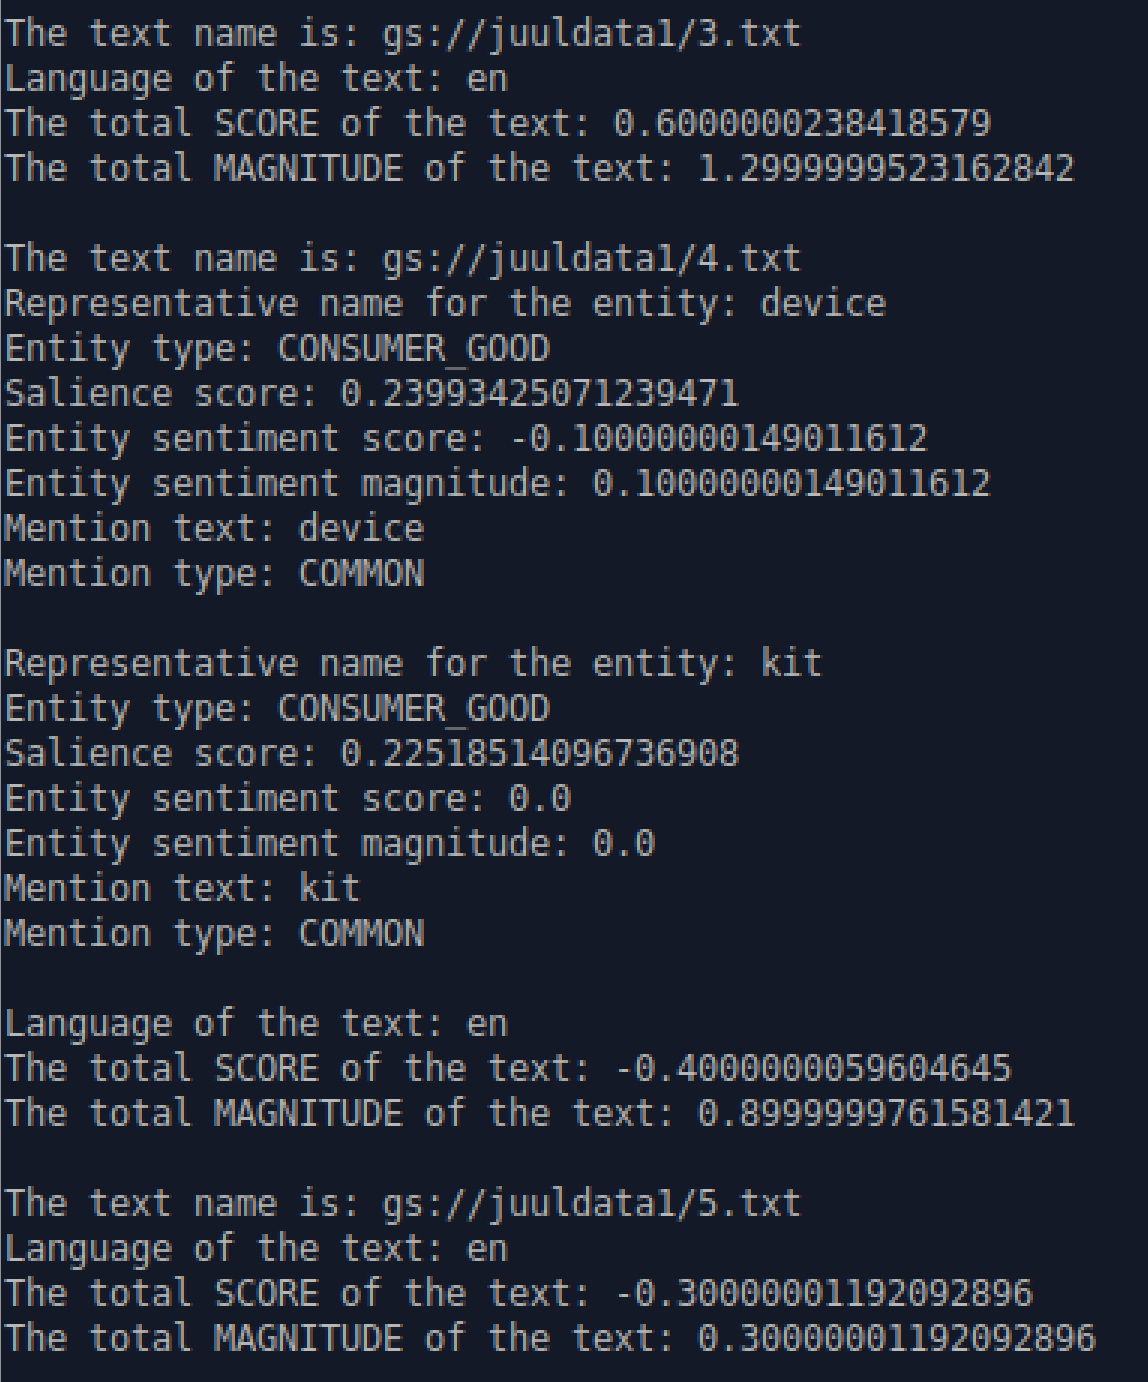 The text name is: gs://juuldata1/3.txt
Language of the text: en
The total SCORE of the text: 0.6000000238418579
The total MAGNITUDE of the text: 1.2999999523162842
The text name is: gs://juuldata1/4.txt
Representative name for the entity: device
Entity type: CONSUMER_GOOD
Salience score: 0.23993425071239471
Entity sentiment score: -0.10000000149011612
Entity sentiment magnitude: 0.10000000149011612
Mention text: device
Mention type: COMMON
Representative name for the entity: kit
Entity type: CONSUMER_GOOD
Salience score: 0.22518514096736908
Entity sentiment score: 0.0
Entity sentiment magnitude: 0.0
Mention text: kit
Mention type: COMMON
Language of the text: en
The total SCORE of the text: -0.4000000059604645
The total MAGNITUDE of the text: 0.8999999761581421
The text name is: gs://juuldata1/5.txt
Language of the text: en
The total SCORE of the text: -0.30000001192092896
The total MAGNITUDE of the text: 0.30000001192092896